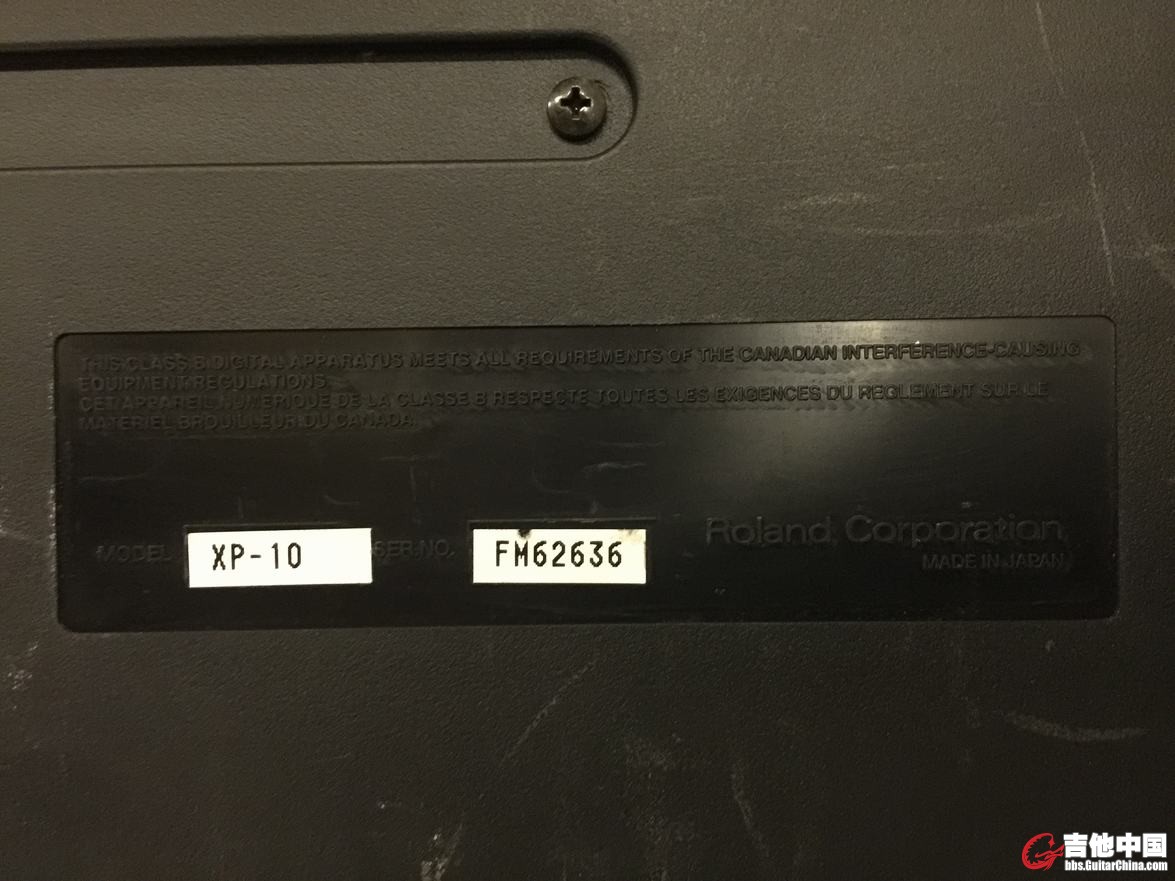 THIS CLASS B DIGITAL APPARATUS MEETS ALL REQUIREMENTS OF THE CANADIAN INTERFERENCE-CAUSING
EQUIPMENT REGULATIONS.
CET APPAREIL NUMERIQUE DE LA CLASSE B RESPECTE TOUTES LES EXIGENCES DU REGLEMENT SUR LE
MATERIEL BROUILLEUR DU CANADA.
Roland Corporation
MODEL XP-10 SER.NO. FM62636
MADE IN JAPAN
吉他中国
bbs.GuitarChina.com